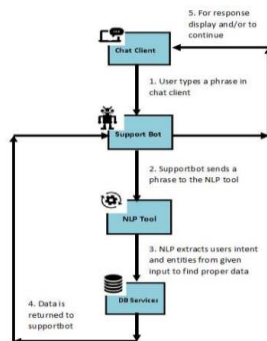 5. For response
display and/or to
continue
Chat Client
1. User types a phrase in
chat client
Support Bot
2. Supportbot sends a
phrase to the NLP tool
NLP Tool
3. NLP extracts users intent
and entities from given
input to find proper data
DB Services
4. Data is
returned to
supportbot